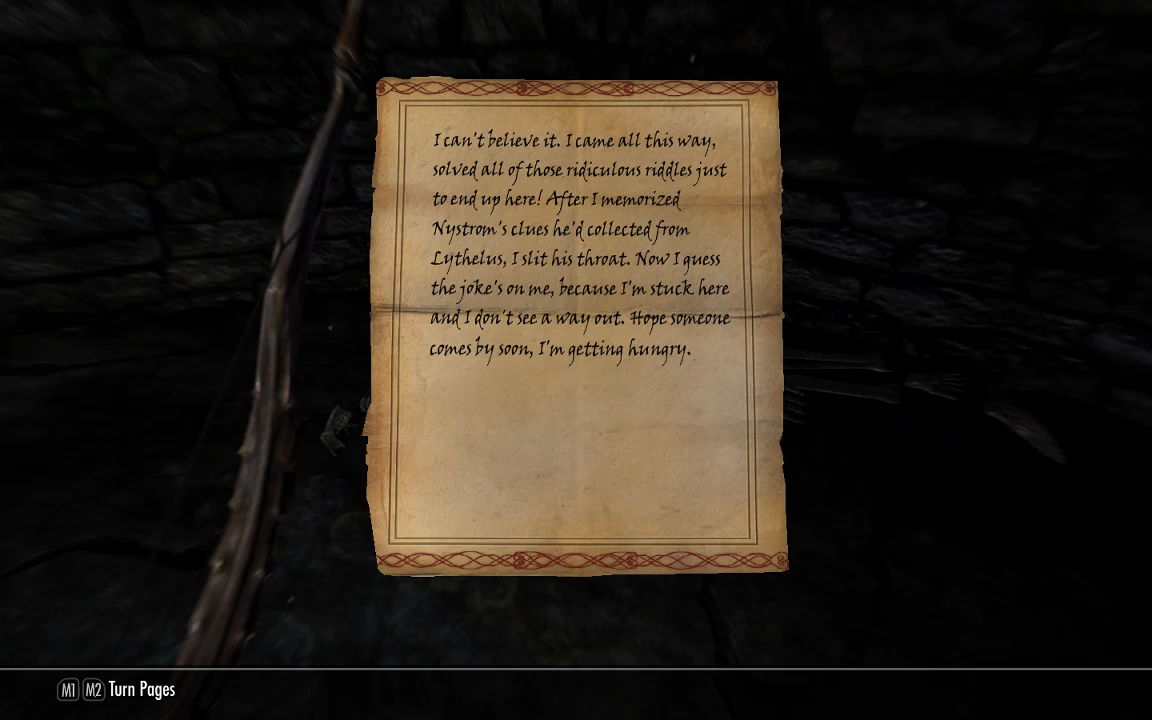 I can't believe it. I came all this way,
solved all of those ridiculous riddles just
to end up here! After I memorized
Nystrom's clues he'd collected from
Lythelus, I slit his throat. Now I guess
the joke's on me, because I'm stuck here
and I don't see a way out. Hope someone
comes by soon, I'm getting hungry.
M1 M2 Turn Pages